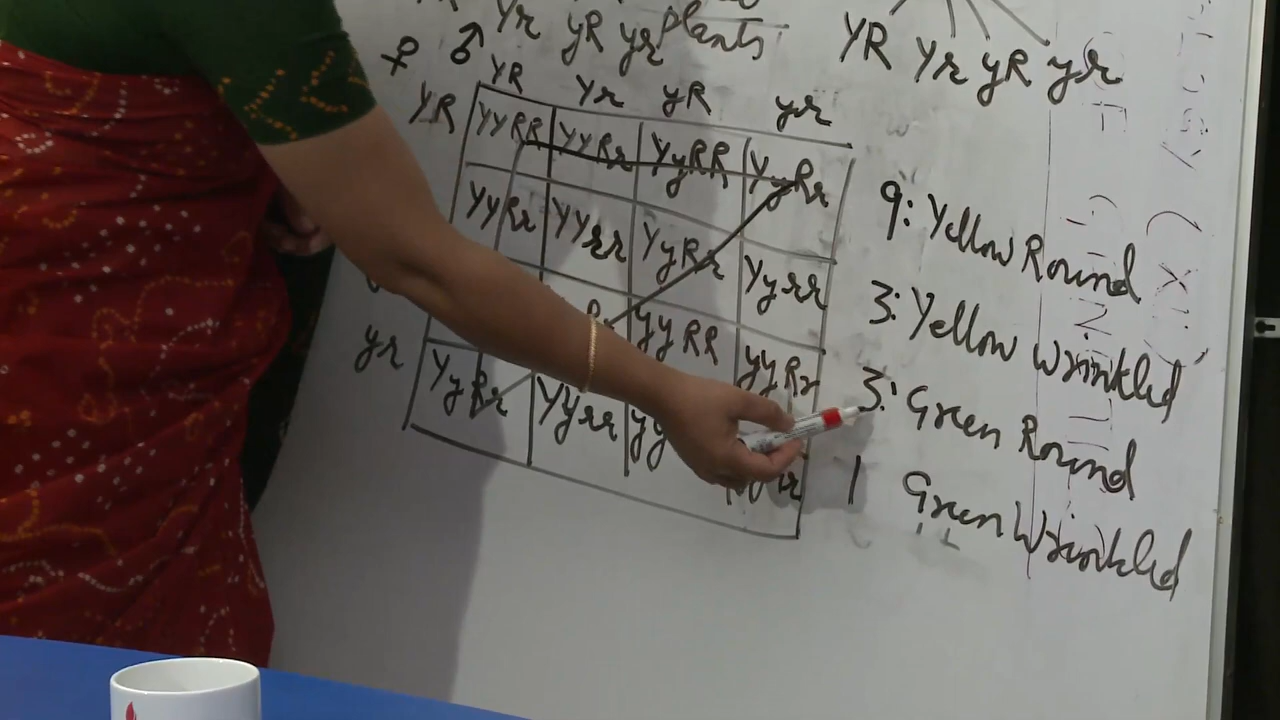 Yr yR yr plants
YR Yr yR yr
♀ ♂ YR Yr yR yr
YR YYRR YYRr YyRR YyRr
YYRr YYrr YyRr Yyrr
yyRR yyRr
yr YyRr Yyrr
9: Yellow Round
3: Yellow Wrinkled
3: Green Round
1 Green Wrinkled